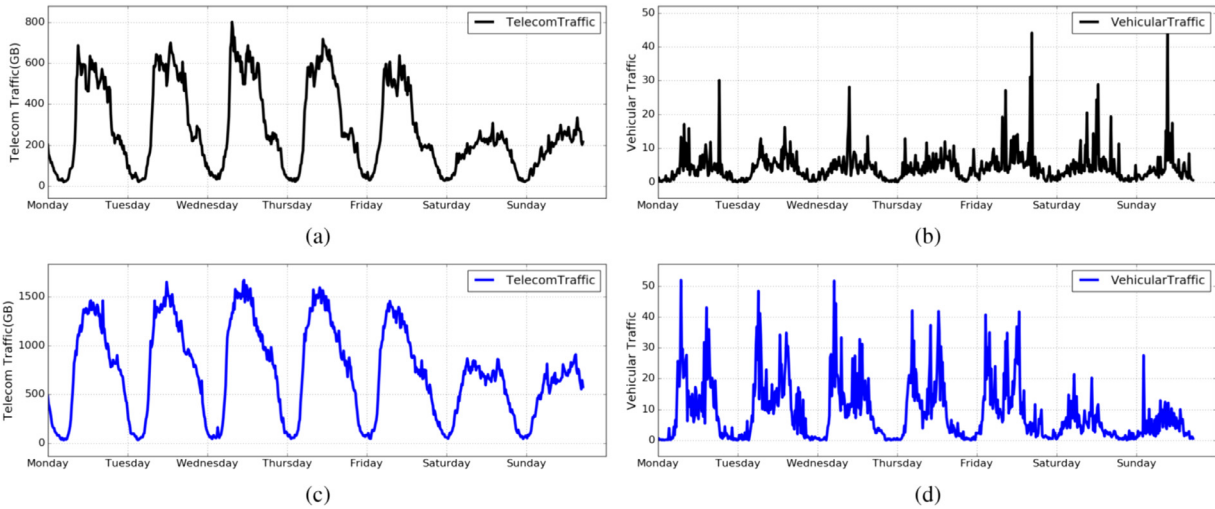 TelecomTraffic
Telecom Traffic(GB)
800
600
400
200
0
Monday Tuesday Wednesday Thursday Friday Saturday Sunday
(a)
VehicularTraffic
Vehicular Traffic
50
40
30
20
10
0
Monday Tuesday Wednesday Thursday Friday Saturday Sunday
(b)
TelecomTraffic
Telecom Traffic(GB)
1500
1000
500
0
Monday Tuesday Wednesday Thursday Friday Saturday Sunday
(c)
VehicularTraffic
Vehicular Traffic
50
40
30
20
10
0
Monday Tuesday Wednesday Thursday Friday Saturday Sunday
(d)